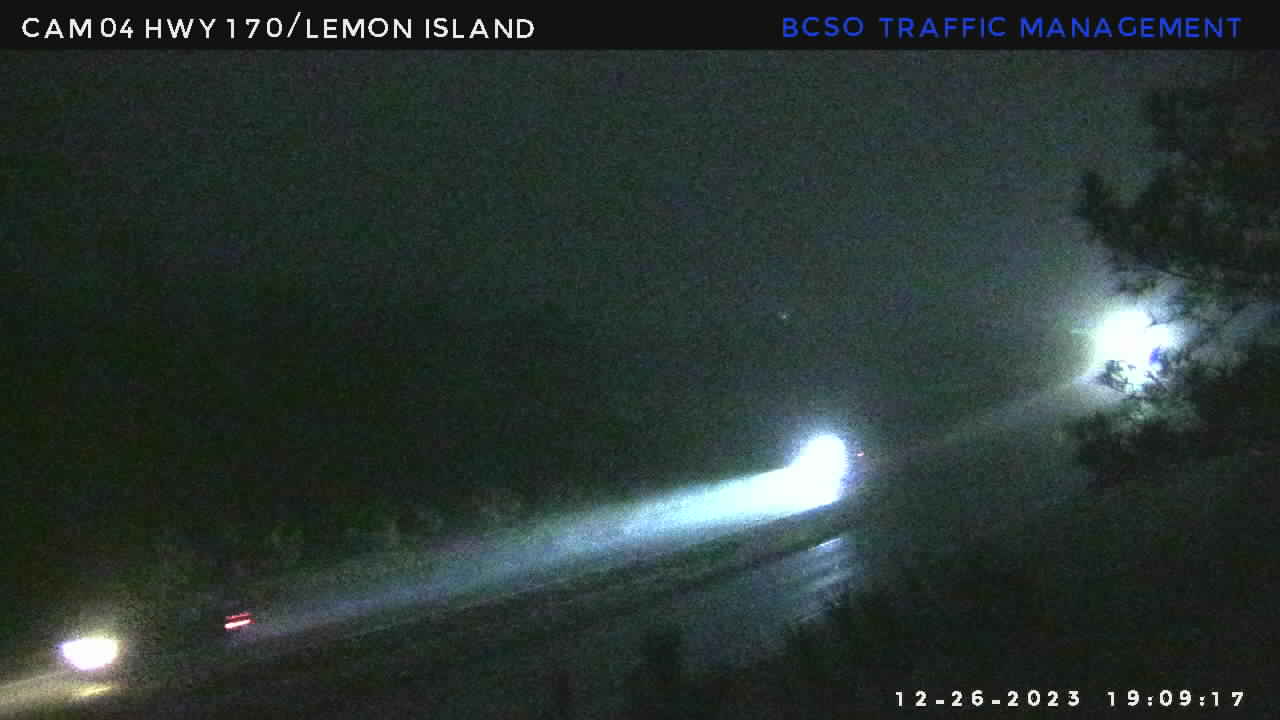 CAM04 HWY 170/LEMON ISLAND
BCSO TRAFFIC MANAGEMENT
12-26-2023 19:09:17